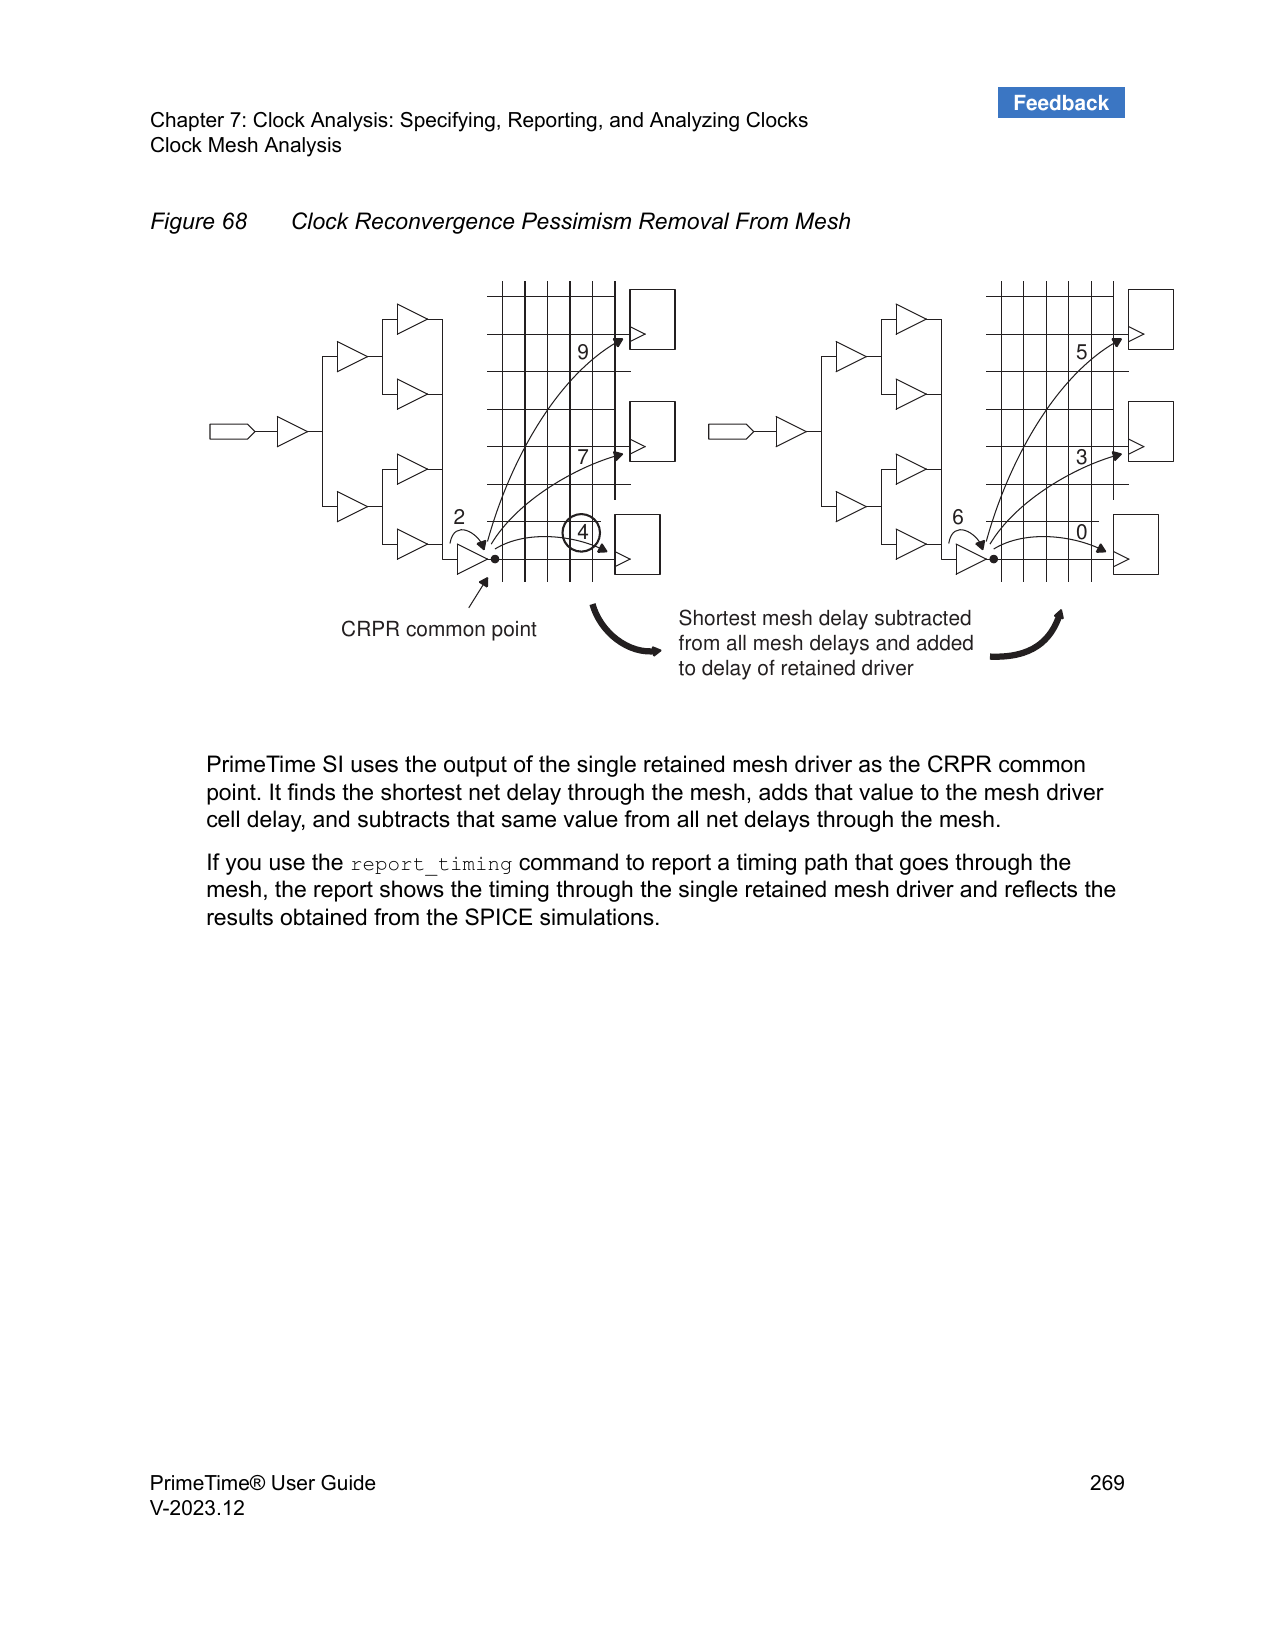 Feedback
Chapter 7: Clock Analysis: Specifying, Reporting, and Analyzing Clocks
Clock Mesh Analysis
Figure 68 Clock Reconvergence Pessimism Removal From Mesh
9
7
2
4
CRPR common point
5
3
6
0
Shortest mesh delay subtracted
from all mesh delays and added
to delay of retained driver
PrimeTime SI uses the output of the single retained mesh driver as the CRPR common
point. It finds the shortest net delay through the mesh, adds that value to the mesh driver
cell delay, and subtracts that same value from all net delays through the mesh.
If you use the report_timing command to report a timing path that goes through the
mesh, the report shows the timing through the single retained mesh driver and reflects the
results obtained from the SPICE simulations.
PrimeTime® User Guide 269
V-2023.12